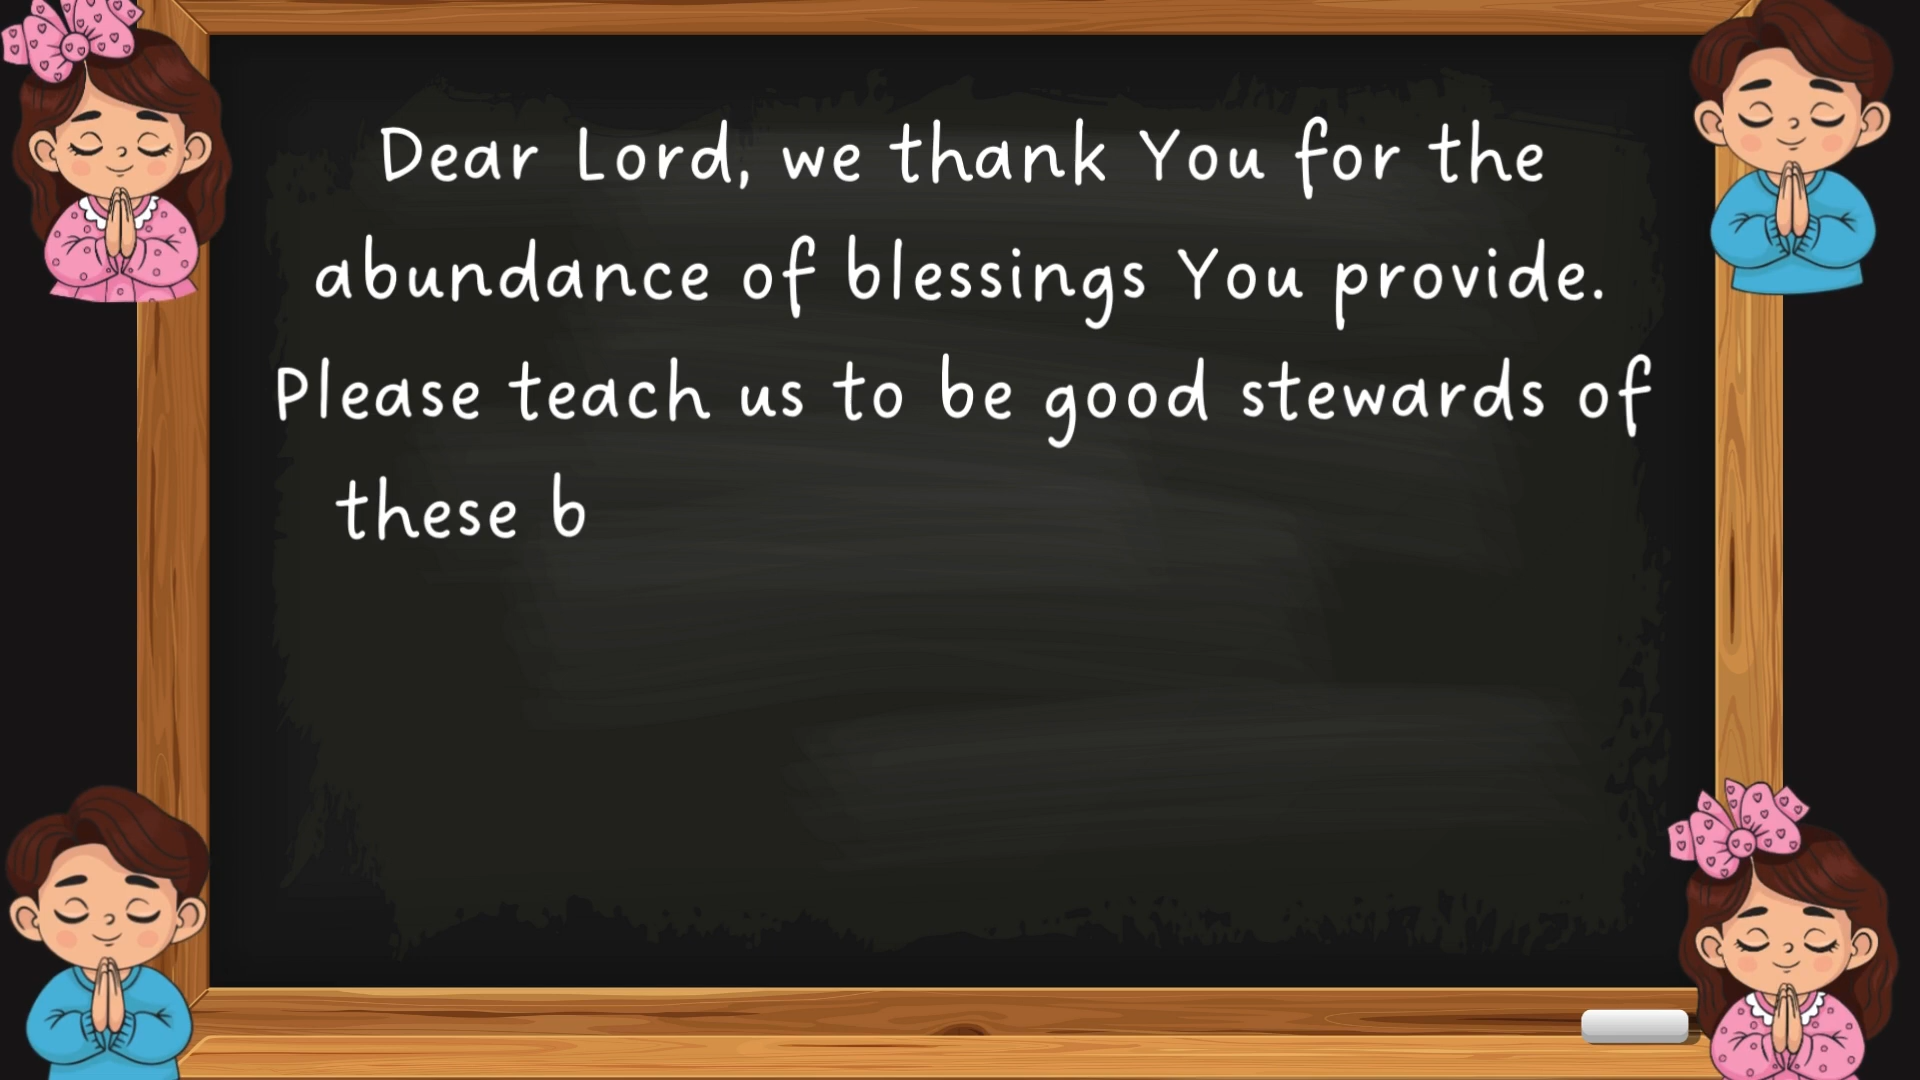 Dear Lord, we thank You for the
abundance of blessings You provide.
Please teach us to be good stewards of
these b